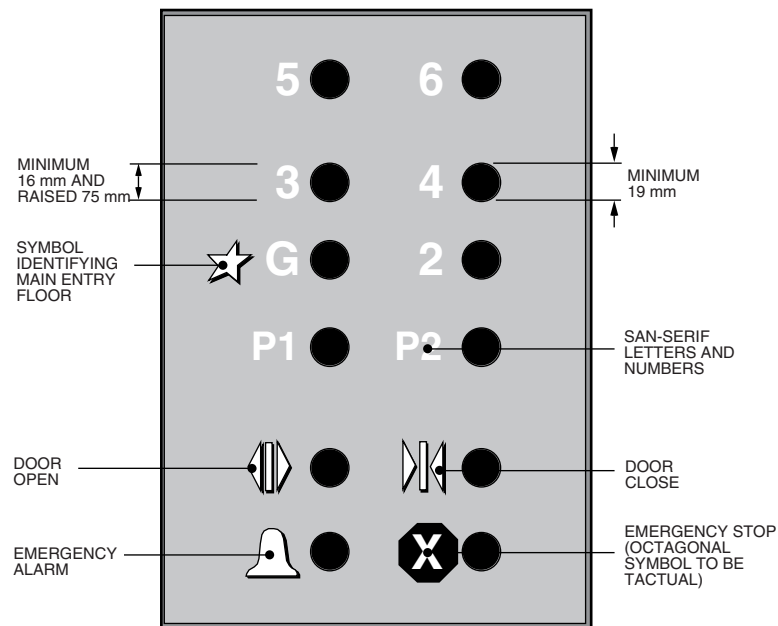 5 6
MINIMUM
16 mm AND
RAISED 75 mm
3 4
MINIMUM
19 mm
SYMBOL
IDENTIFYING
MAIN ENTRY
FLOOR
G 2
P1 P2
SAN-SERIF
LETTERS AND
NUMBERS
DOOR
OPEN
DOOR
CLOSE
EMERGENCY
ALARM
X
EMERGENCY STOP
(OCTAGONAL
SYMBOL TO BE
TACTUAL)